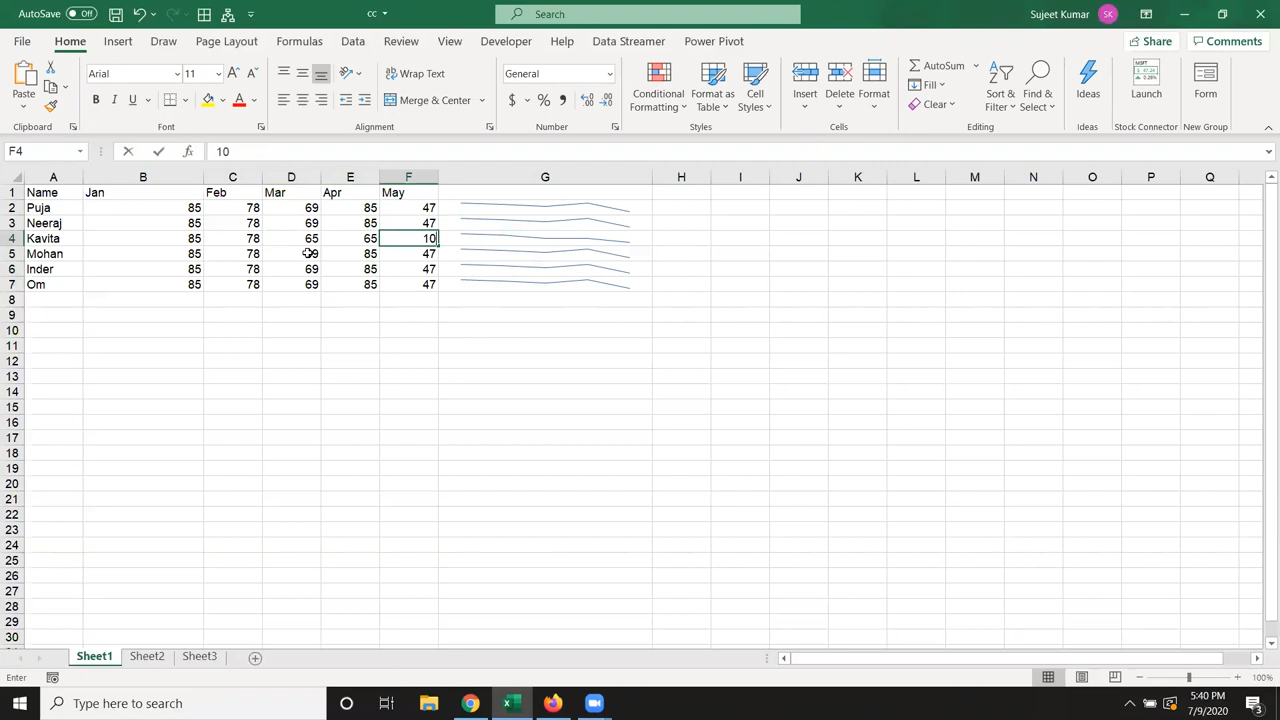 AutoSave Off cc Search Sujeet Kumar SK
File Home Insert Draw Page Layout Formulas Data Review View Developer Help Data Streamer Power Pivot Share Comments
Paste Arial 11 Wrap Text General Conditional Formatting Format as Table Cell Styles Insert Delete Format AutoSum Fill Clear Sort & Filter Find & Select Ideas Launch Form
B I U Merge & Center $ %
Clipboard Font Alignment Number Styles Cells Editing Ideas Stock Connector New Group
F4 fx 10
A B C D E F G H I J K L M N O P Q
1 Name Jan Feb Mar Apr May
2 Puja 85 78 69 85 47
3 Neeraj 85 78 69 85 47
4 Kavita 85 78 65 65 10
5 Mohan 85 78 69 85 47
6 Inder 85 78 69 85 47
7 Om 85 78 69 85 47
8
9
10
11
12
13
14
15
16
17
18
19
20
21
22
23
24
25
26
27
28
29
30
Sheet1 Sheet2 Sheet3
Enter 100%
Type here to search 5:40 PM
7/9/2020 3